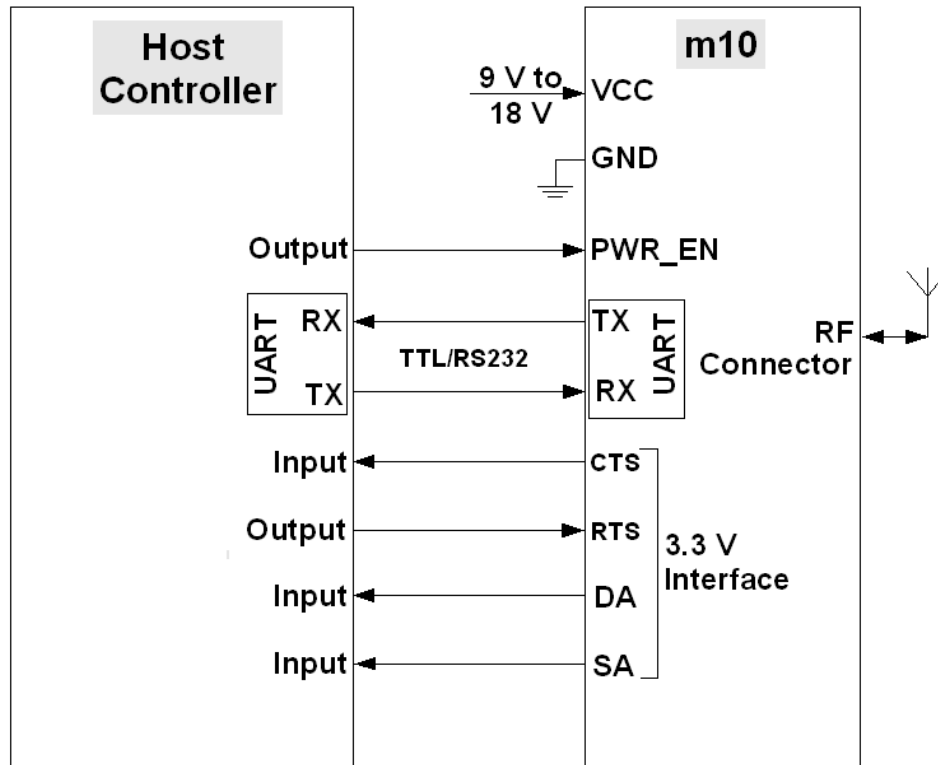 Host
Controller
m10
9 V to
18 V
VCC
GND
Output
PWR_EN
UART
RX
TX
TTL/RS232
TX
RX
UART
RF
Connector
Input
CTS
Output
RTS
Input
DA
Input
SA
3.3 V
Interface